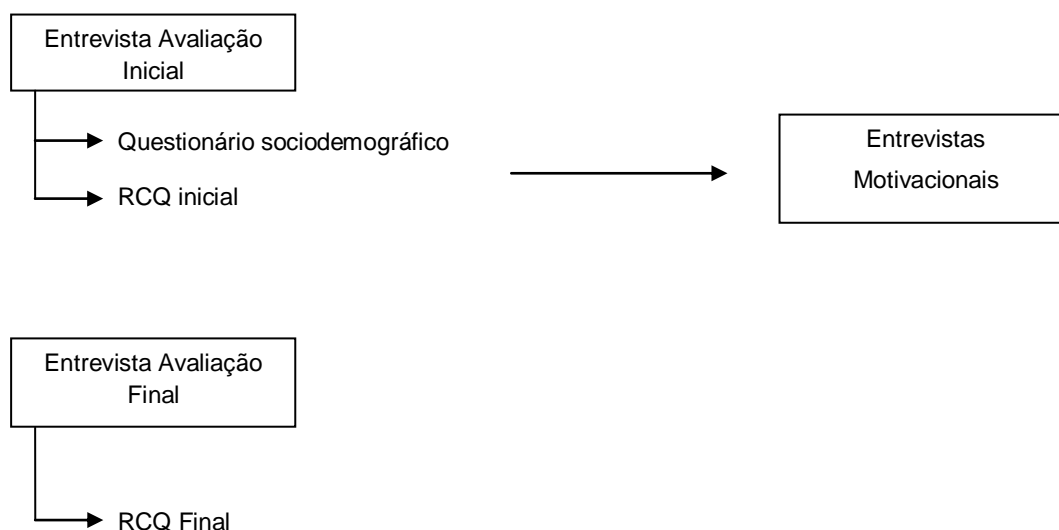 Entrevista Avaliação
Inicial
Questionário sociodemográfico
RCQ inicial
Entrevistas
Motivacionais
Entrevista Avaliação
Final
RCQ Final